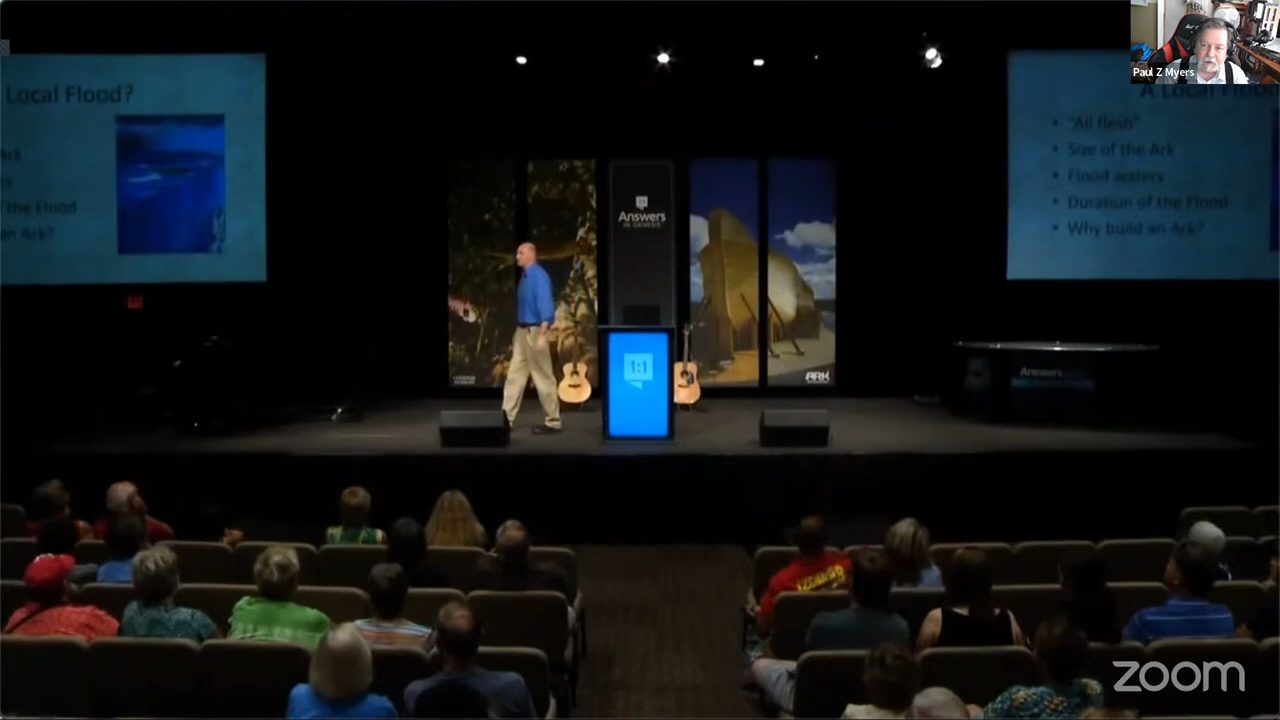 Local Flood?
Ark
the Flood
an Ark?
Answers
IN GENESIS
1:1
ARK
Paul Z Myers
A Local Flood
• "All flesh"
• Size of the Ark
• Flood waters
• Duration of the Flood
• Why build an Ark?
Answers
zoom